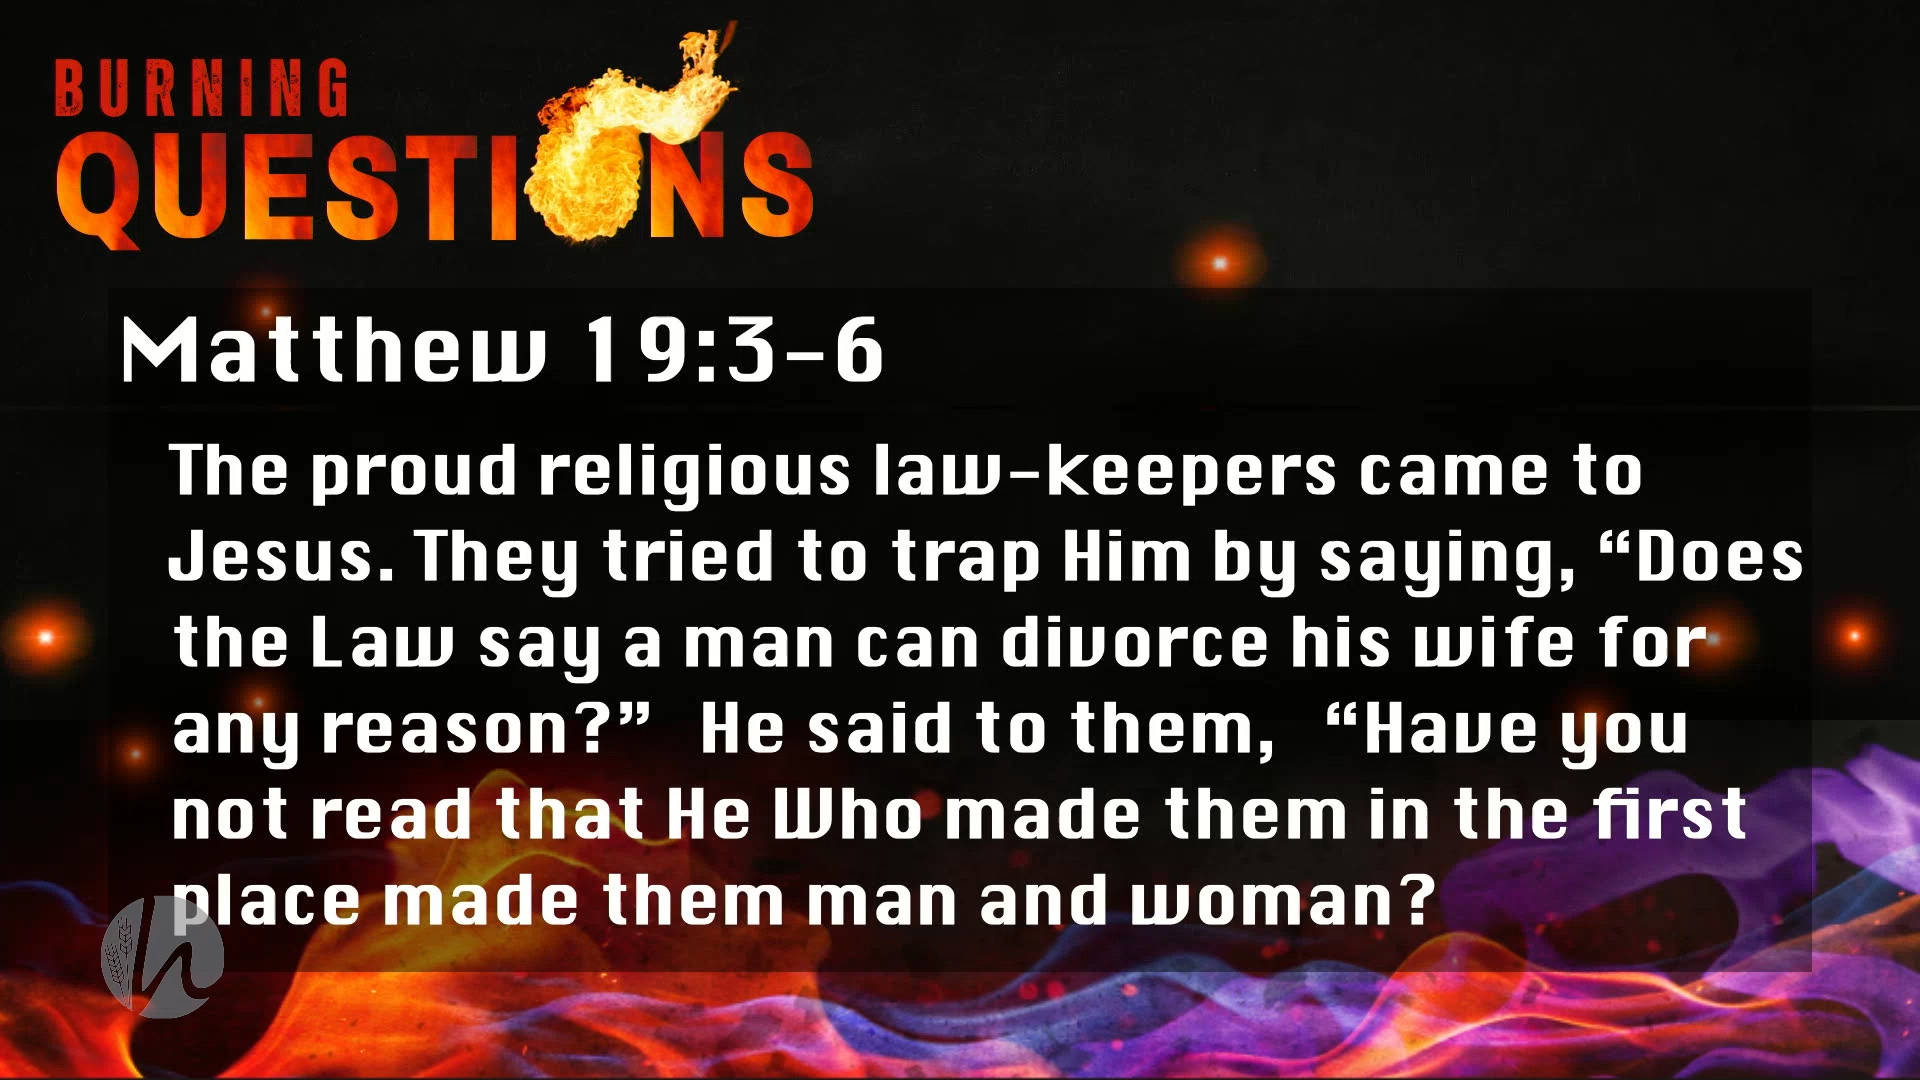 BURNING
QUESTIONS
Matthew 19:3-6
The proud religious law-keepers came to
Jesus. They tried to trap Him by saying, “Does
the Law say a man can divorce his wife for
any reason?” He said to them, “Have you
not read that He Who made them in the first
place made them man and woman?
h